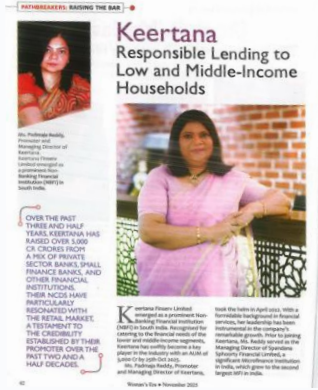 PATHBREAKERS: RAISING THE BAR
Keertana
Responsible Lending to
Low and Middle-Income
Households
Ms. Padmaja Reddy,
Promoter and
Managing Director of
Keertana
Keertana Finserv
Limited emerged as
a prominent Non-
Banking Financial
Institution (NBFI) in
South India.
OVER THE PAST
THREE AND HALF
YEARS, KEERTANA HAS
RAISED OVER 5,000
CR CRORES FROM
A MIX OF PRIVATE
SECTOR BANKS, SMALL
FINANCE BANKS, AND
OTHER FINANCIAL
INSTITUTIONS.
THEIR NCDS HAVE
PARTICULARLY
RESONATED WITH
THE RETAIL MARKET,
A TESTAMENT TO
THE CREDIBILITY
ESTABLISHED BY THEIR
PROMOTER OVER THE
PAST TWO AND A
HALF DECADES.
Keertana Finserv Limited
emerged as a prominent Non-
Banking Financial Institution
(NBFI) in South India. Recognised for
catering to the financial needs of the
lower and middle-income segments,
Keertana has swiftly become a key
player in the industry with an AUM of
Ms. Padmaja Reddy, Promoter
and Managing Director of Keertana,
took the helm in April 2022. With a
formidable background in financial
services, her leadership has been
instrumental in the company's
remarkable growth. Prior to joining
Keertana, Ms. Reddy served as the
Managing Director of Spandana
Sphoorty Financial Limited, a
significant Microfinance Institution
in India, which grew to the second
largest MFI in India.
62
Woman's Era • November 2025